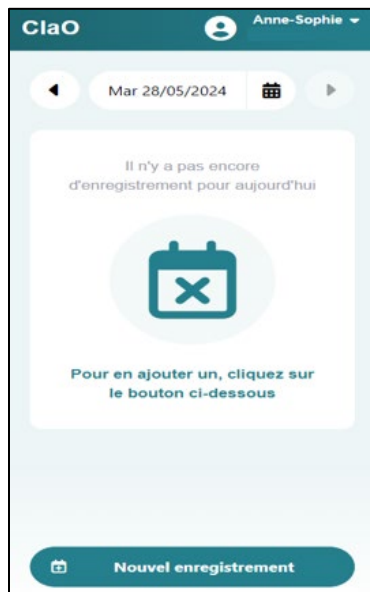 ClaO
Anne-Sophie
Mar 28/05/2024
Il n'y a pas encore
d'enregistrement pour aujourd'hui
Pour en ajouter un, cliquez sur
le bouton ci-dessous
Nouvel enregistrement